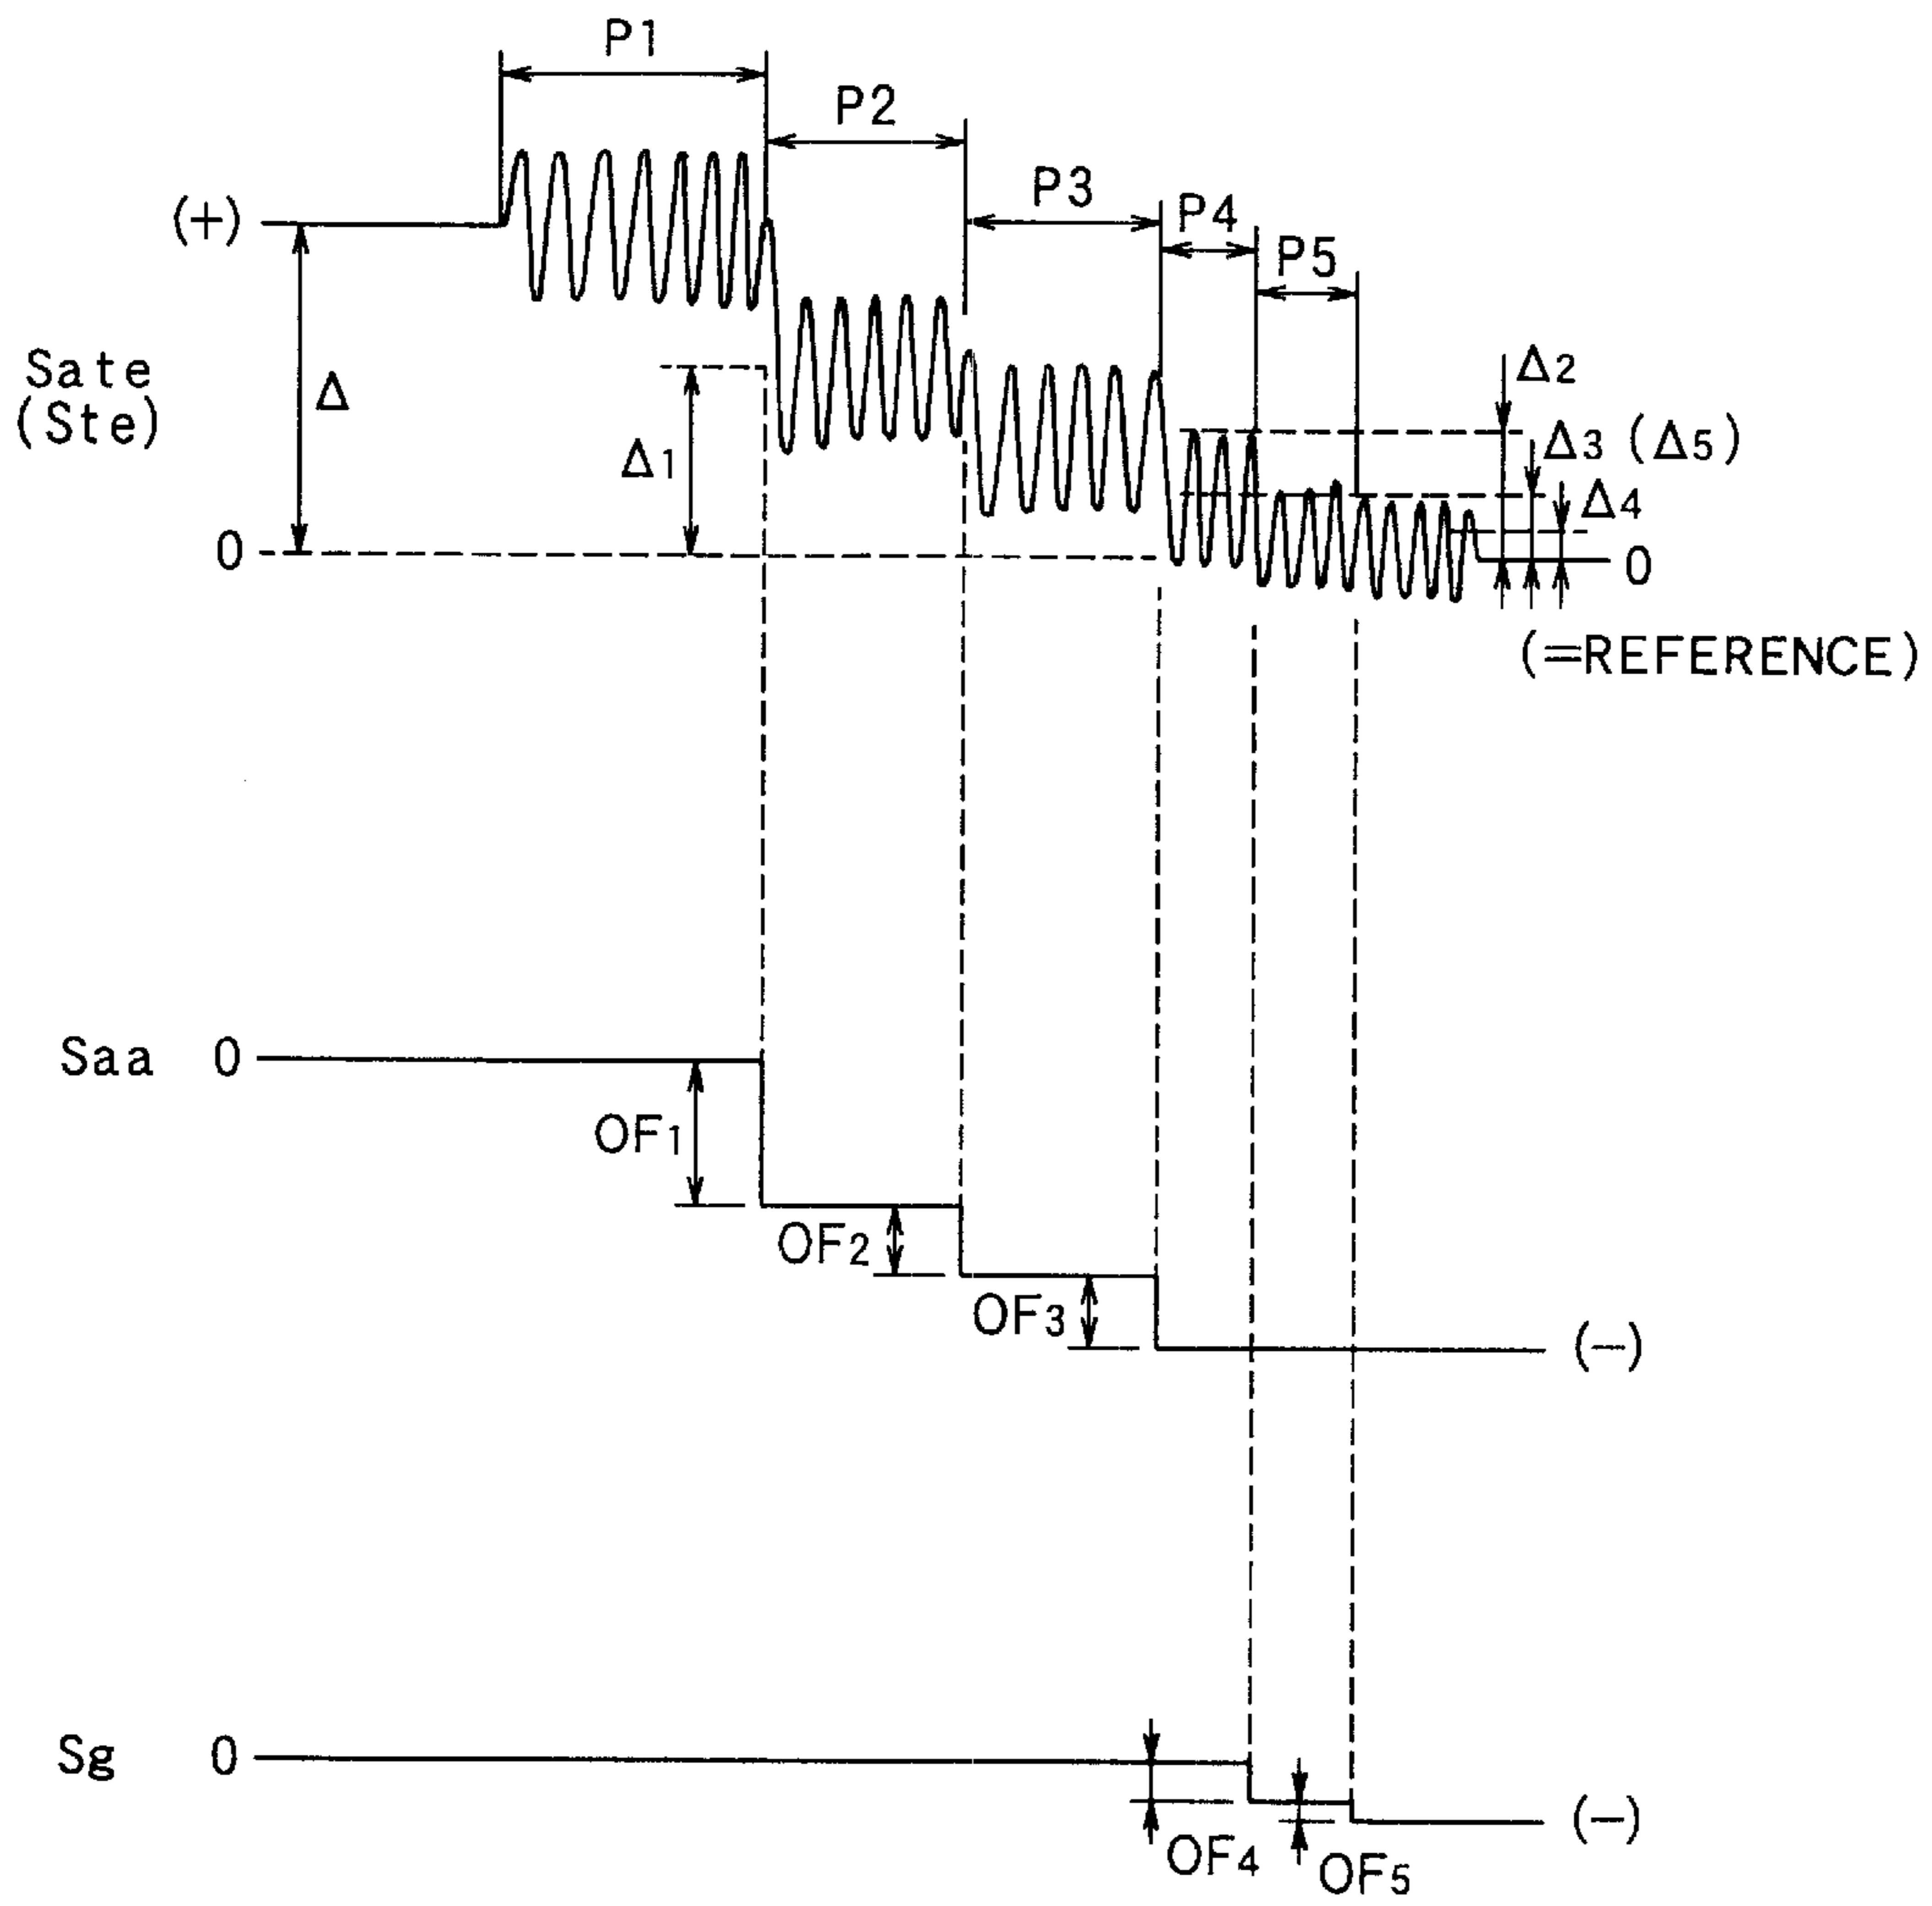 P1
P2
P3
P4
P5
(+)
Sate
(Ste)
Δ
Δ1
Δ2
Δ3 (Δ5)
Δ4
0
0
(=REFERENCE)
Saa 0
OF1
OF2
OF3
(−)
Sg 0
OF4
OF5
(−)